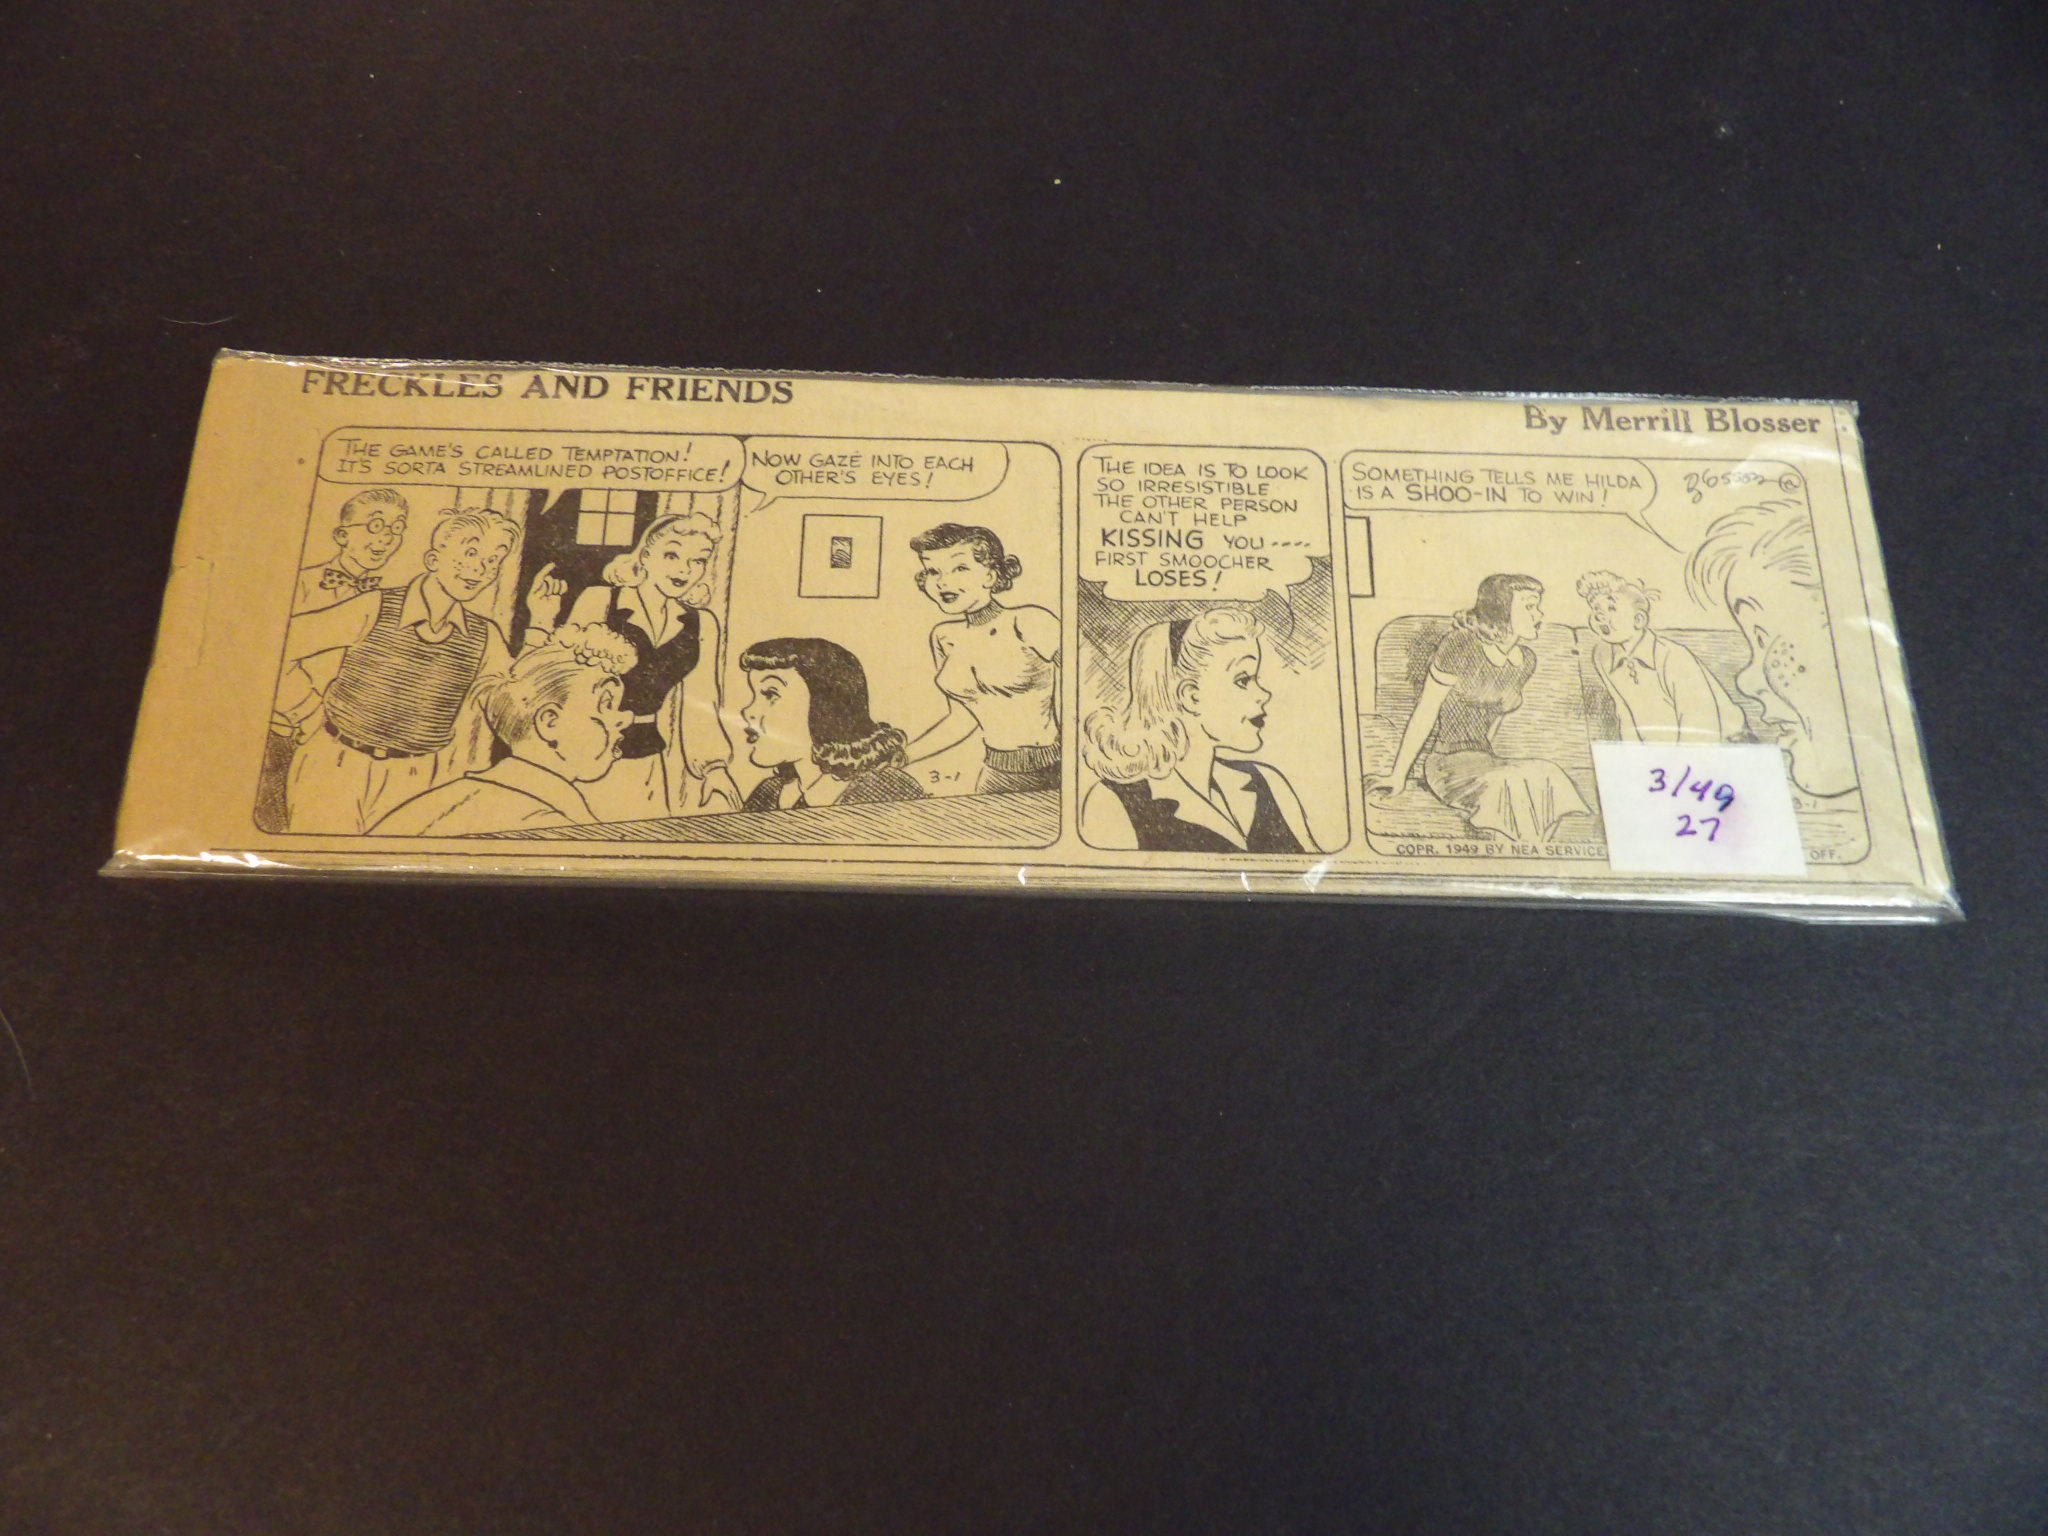 FRECKLES AND FRIENDS
By Merrill Blosser
THE GAME'S CALLED TEMPTATION!
IT'S SORTA STREAMLINED POSTOFFICE!
NOW GAZE INTO EACH
OTHER'S EYES!
3-1
THE IDEA IS TO LOOK
SO IRRESISTIBLE
THE OTHER PERSON
CAN'T HELP
KISSING YOU----
FIRST SMOOCHER
LOSES!
SOMETHING TELLS ME HILDA
IS A SHOO-IN TO WIN!
3-1
COPR. 1949 BY NEA SERVICE
OFF.
3/49
27